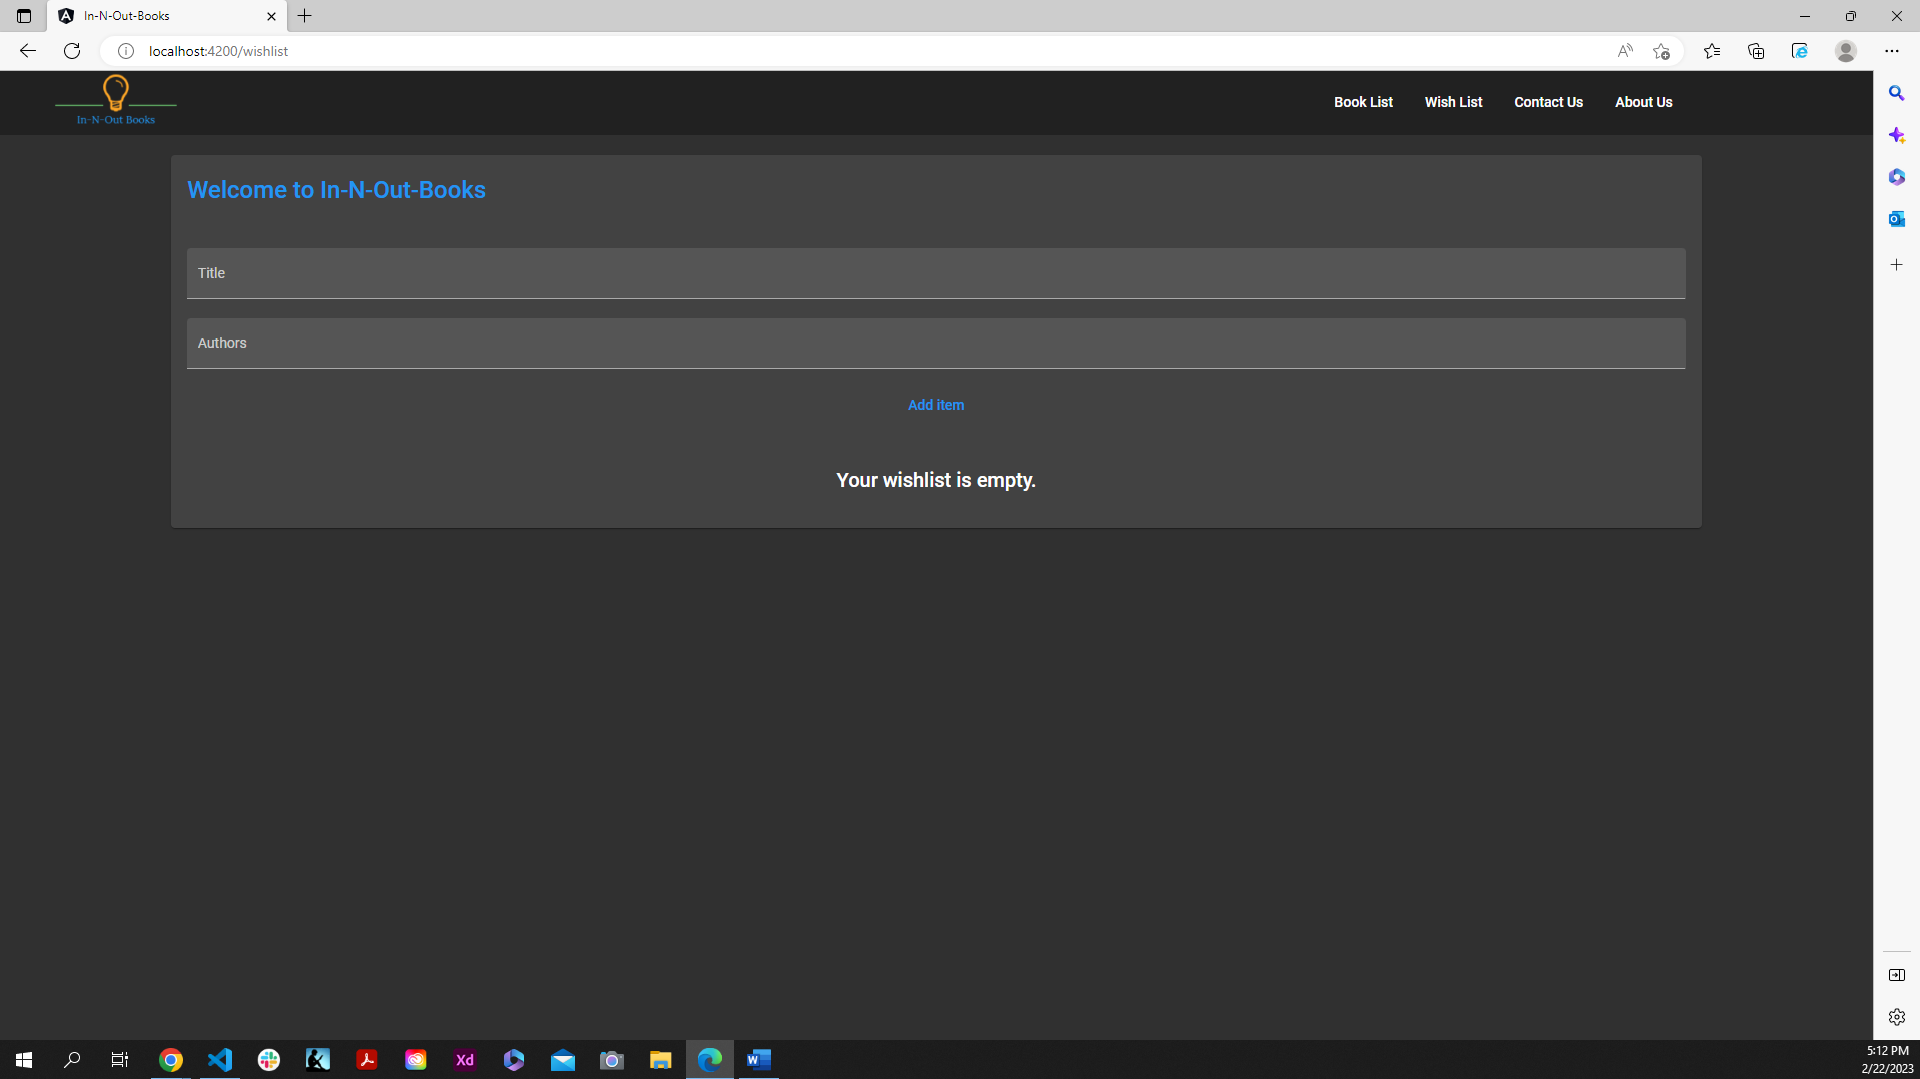 In-N-Out-Books
localhost:4200/wishlist
In-N-Out Books
Book List
Wish List
Contact Us
About Us
Welcome to In-N-Out-Books
Title
Authors
Add item
Your wishlist is empty.
Xd
5:12 PM
2/22/2023